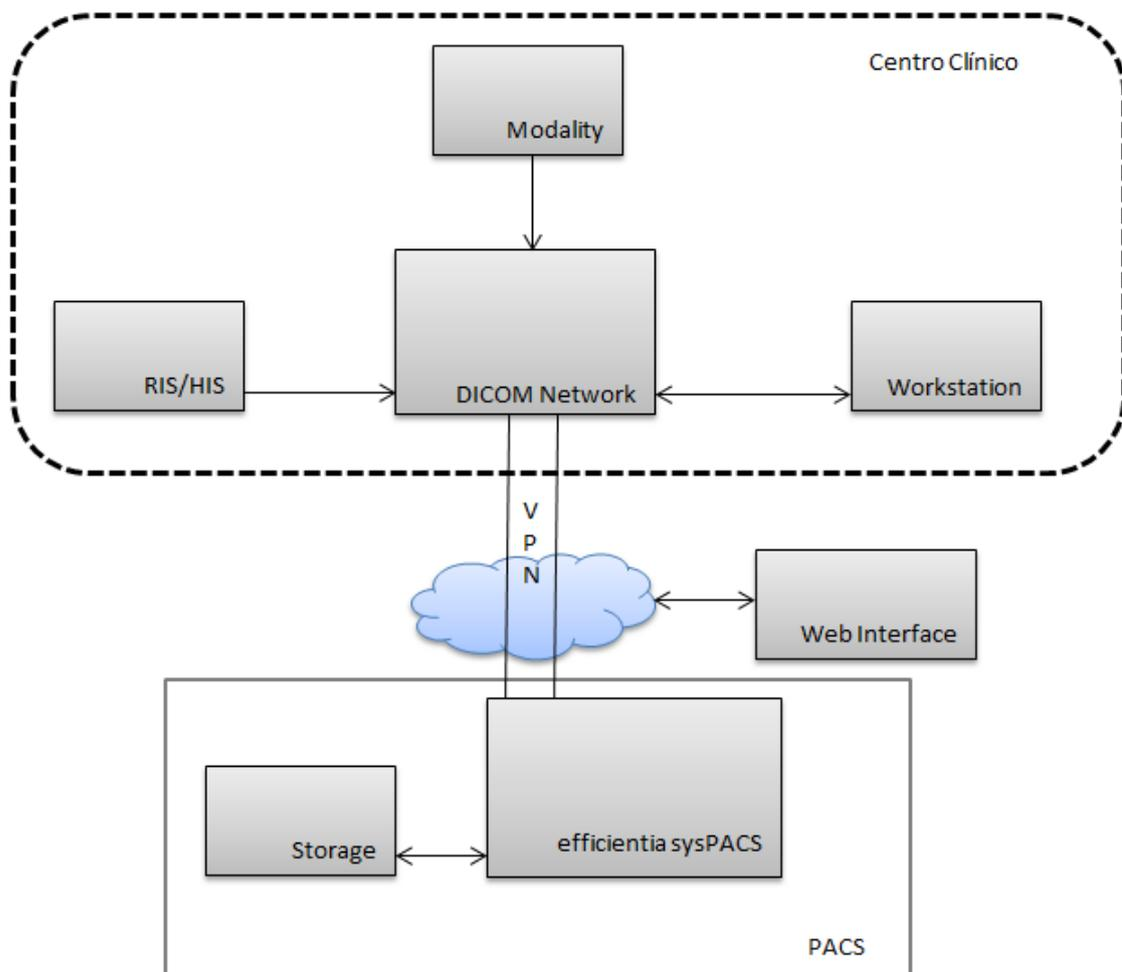 Centro Clínico
Modality
RIS/HIS
DICOM Network
Workstation
V
P
N
Web Interface
Storage
efficientia sysPACS
PACS